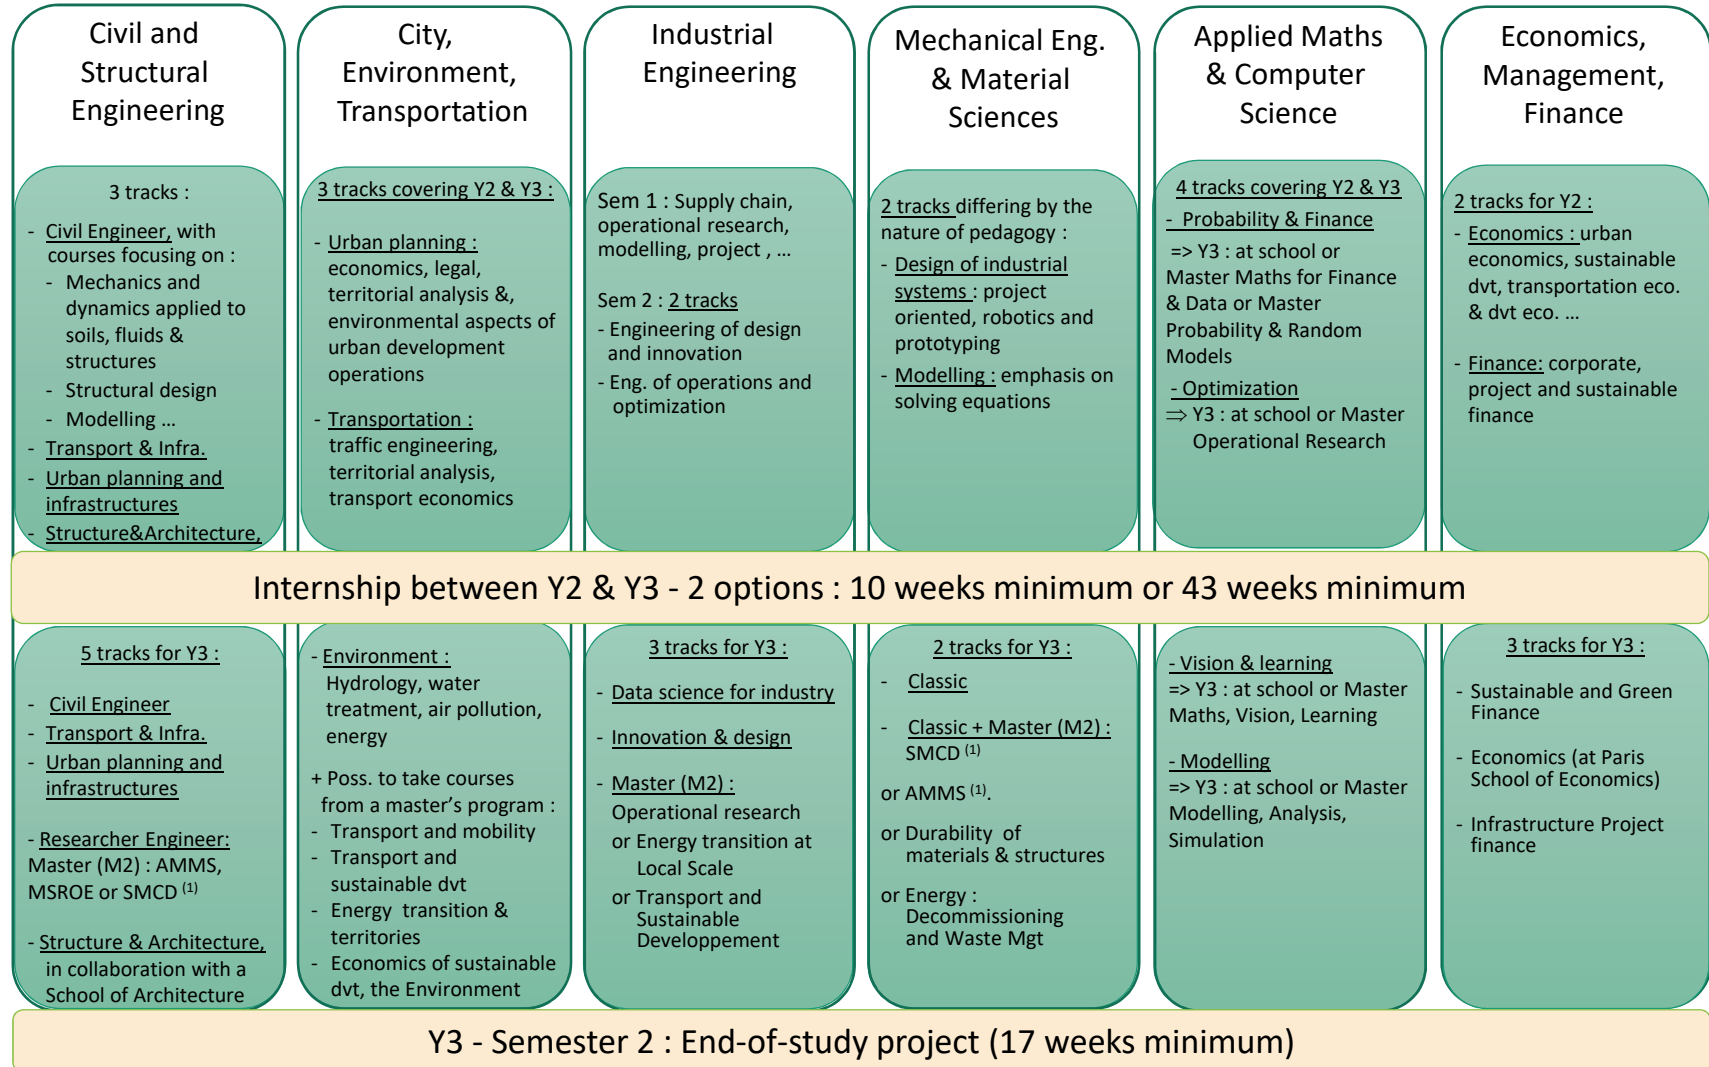 Civil and
Structural
Engineering
3 tracks :
- Civil Engineer, with
courses focusing on :
- Mechanics and
dynamics applied to
soils, fluids &
structures
- Structural design
- Modelling ...
- Transport & Infra.
- Urban planning and
infrastructures
- Structure&Architecture,
City,
Environment,
Transportation
3 tracks covering Y2 & Y3 :
- Urban planning :
economics, legal,
territorial analysis &,
environmental aspects of
urban development
operations
- Transportation :
traffic engineering,
territorial analysis,
transport economics
Industrial
Engineering
Sem 1 : Supply chain,
operational research,
modelling, project , ...
Sem 2 : 2 tracks
- Engineering of design
and innovation
- Eng. of operations and
optimization
Mechanical Eng.
& Material
Sciences
2 tracks differing by the
nature of pedagogy :
- Design of industrial
systems : project
oriented, robotics and
prototyping
- Modelling : emphasis on
solving equations
Applied Maths
& Computer
Science
4 tracks covering Y2 & Y3
- Probability & Finance
=> Y3 : at school or
Master Maths for Finance
& Data or Master
Probability & Random
Models
- Optimization
⇒ Y3 : at school or Master
Operational Research
Economics,
Management,
Finance
2 tracks for Y2 :
- Economics : urban
economics, sustainable
dvt, transportation eco.
& dvt eco. ...
- Finance: corporate,
project and sustainable
finance
Internship between Y2 & Y3 - 2 options : 10 weeks minimum or 43 weeks minimum
5 tracks for Y3 :
- Civil Engineer
- Transport & Infra.
- Urban planning and
infrastructures
- Researcher Engineer:
Master (M2) : AMMS,
MSROE or SMCD (1)
- Structure & Architecture,
in collaboration with a
School of Architecture
- Environment :
Hydrology, water
treatment, air pollution,
energy
+ Poss. to take courses
from a master's program :
- Transport and mobility
- Transport and
sustainable dvt
- Energy transition &
territories
- Economics of sustainable
dvt, the Environment
3 tracks for Y3 :
- Data science for industry
- Innovation & design
- Master (M2) :
Operational research
or Energy transition at
Local Scale
or Transport and
Sustainable
Developpement
2 tracks for Y3 :
- Classic
- Classic + Master (M2) :
SMCD (1)
or AMMS (1).
or Durability of
materials & structures
or Energy :
Decommissioning
and Waste Mgt
- Vision & learning
=> Y3 : at school or Master
Maths, Vision, Learning
- Modelling
=> Y3 : at school or Master
Modelling, Analysis,
Simulation
3 tracks for Y3 :
- Sustainable and Green
Finance
- Economics (at Paris
School of Economics)
- Infrastructure Project
finance
Y3 - Semester 2 : End-of-study project (17 weeks minimum)